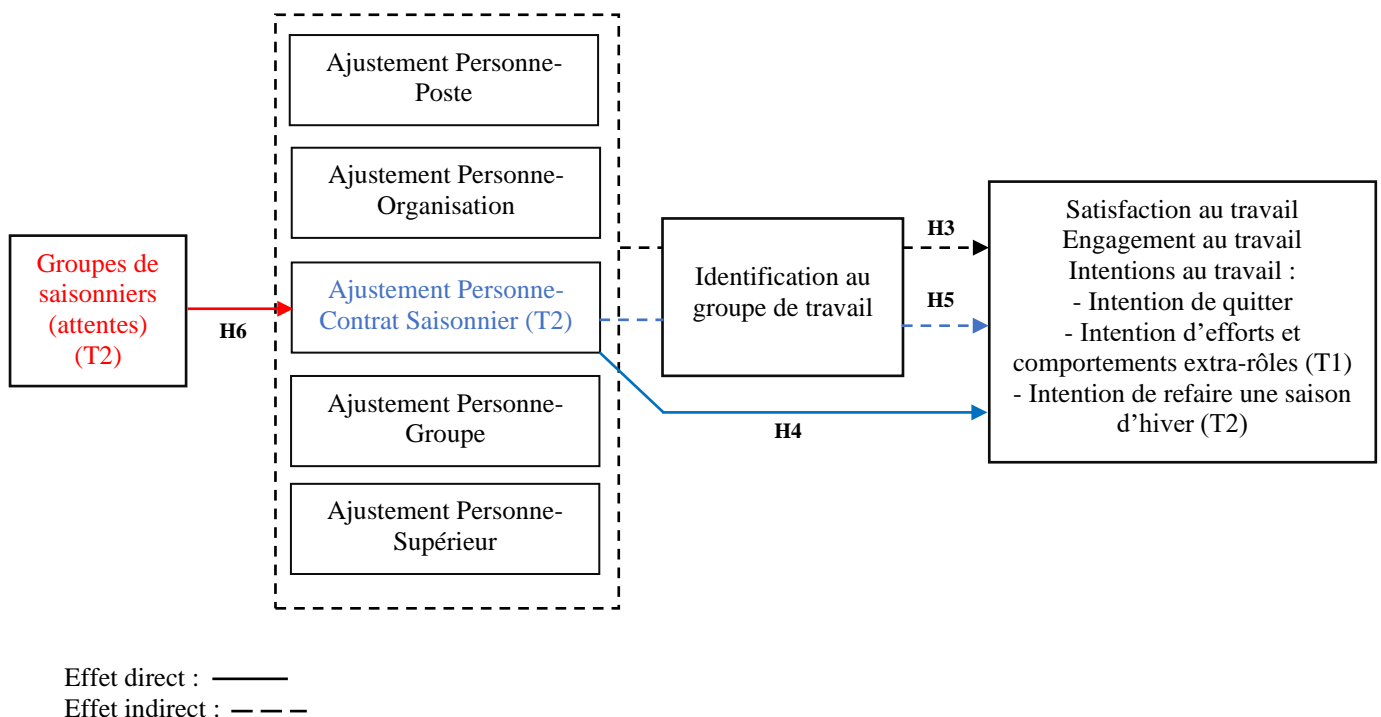 Ajustement Personne-
Poste
Ajustement Personne-
Organisation
Groupes de
saisonniers
(attentes)
(T2)
H6
Ajustement Personne-
Contrat Saisonnier (T2)
Ajustement Personne-
Groupe
Ajustement Personne-
Supérieur
Identification au
groupe de travail
H3
H5
H4
Satisfaction au travail
Engagement au travail
Intentions au travail :
- Intention de quitter
- Intention d’efforts et
comportements extra-rôles (T1)
- Intention de refaire une saison
d’hiver (T2)
Effet direct :
Effet indirect :